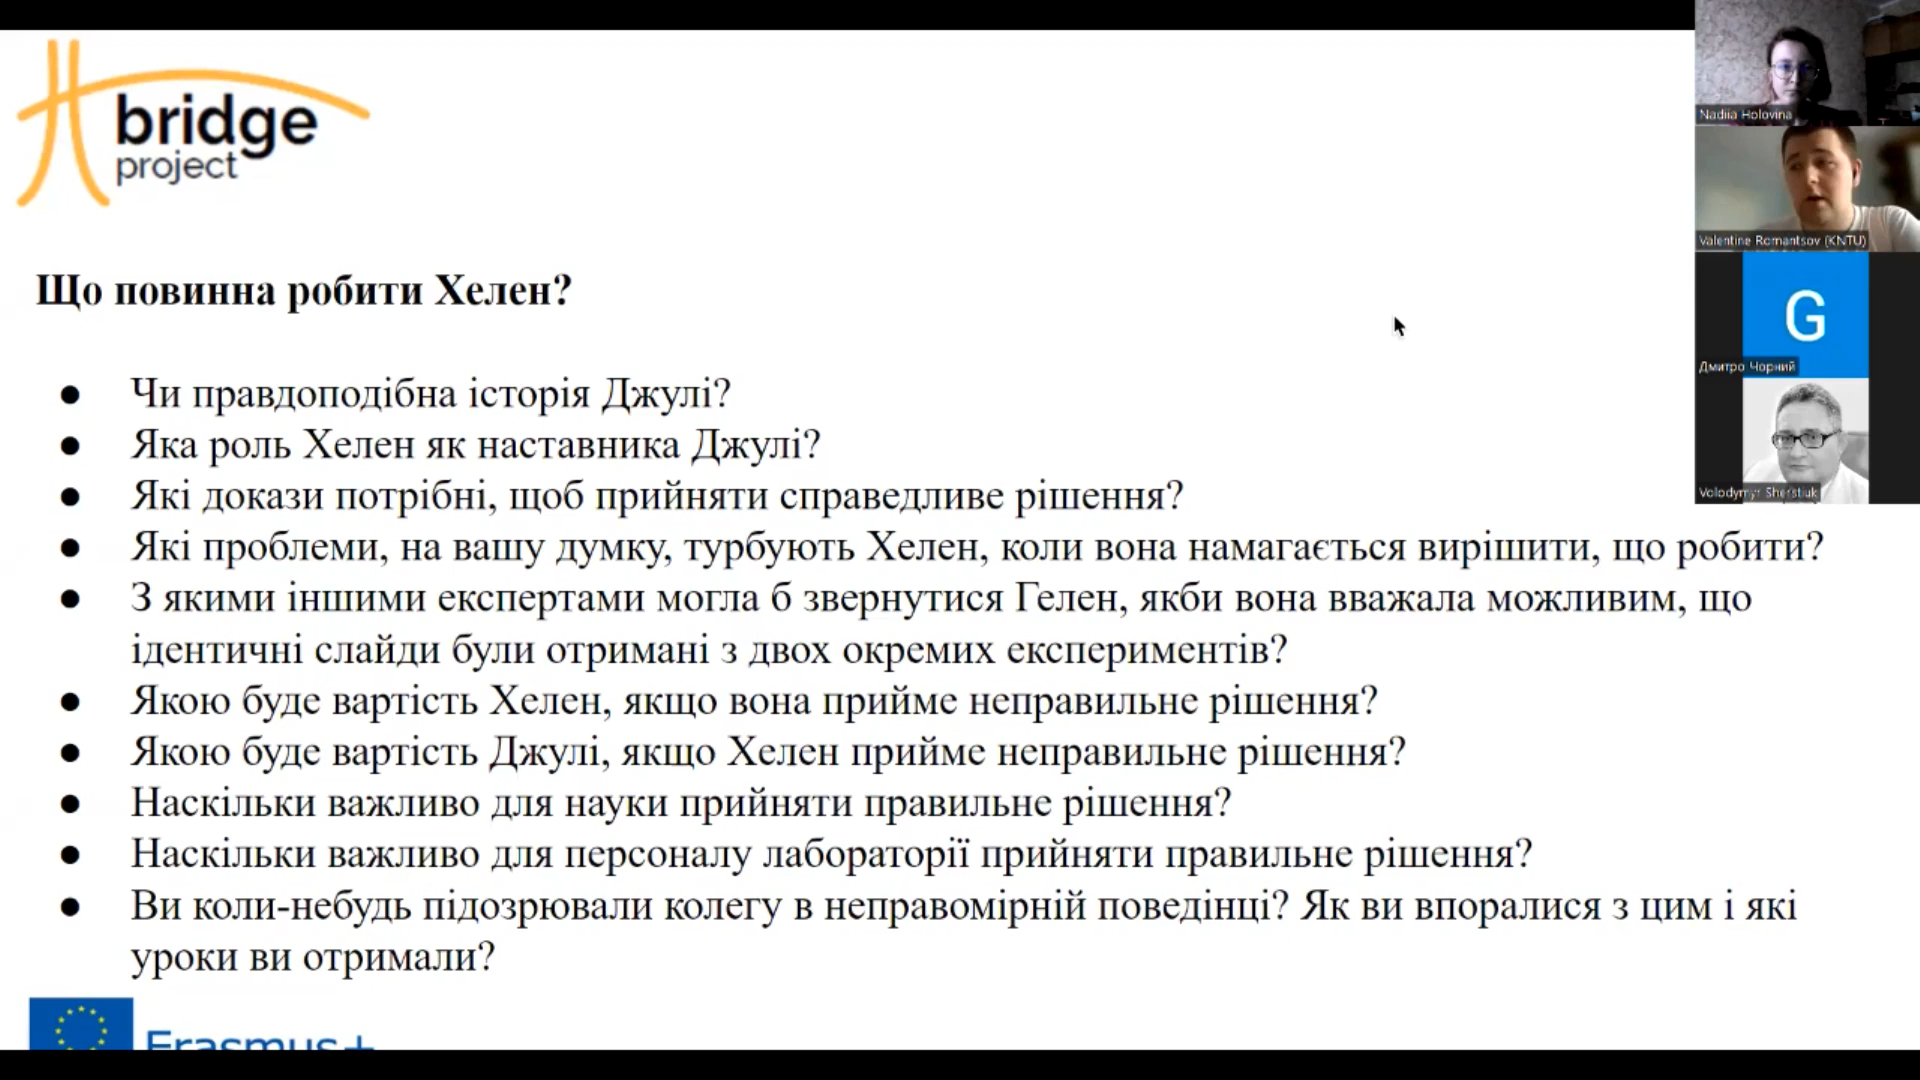 bridge
project
Що повинна робити Хелен?
● Чи правдоподібна історія Джулі?
● Яка роль Хелен як наставника Джулі?
● Які докази потрібні, щоб прийняти справедливе рішення?
● Які проблеми, на вашу думку, турбують Хелен, коли вона намагається вирішити, що робити?
● З якими іншими експертами могла б звернутися Гелен, якби вона вважала можливим, що
ідентичні слайди були отримані з двох окремих експериментів?
● Якою буде вартість Хелен, якщо вона прийме неправильне рішення?
● Якою буде вартість Джулі, якщо Хелен прийме неправильне рішення?
● Наскільки важливо для науки прийняти правильне рішення?
● Наскільки важливо для персоналу лабораторії прийняти правильне рішення?
● Ви коли-небудь підозрювали колегу в неправомірній поведінці? Як ви впоралися з цим і які
уроки ви отримали?
Erasmus+
Nadiia Holovina
Valentine Romantsov (KNTU)
G
Дмитро Чорний
Volodymyr Sherstiuk